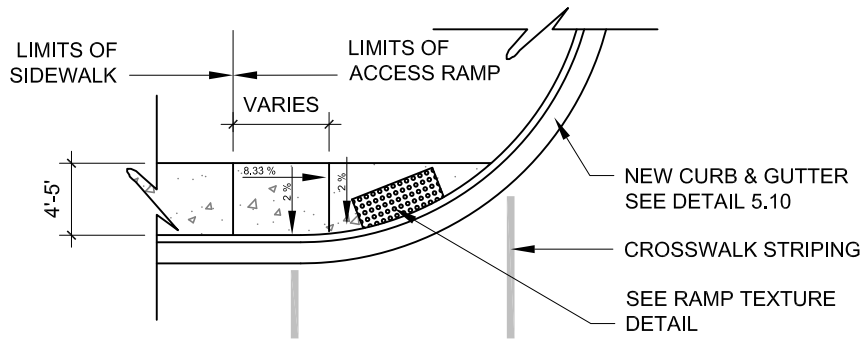 LIMITS OF
SIDEWALK
LIMITS OF
ACCESS RAMP
VARIES
8,33 %
2 %
2 %
4'-5'
NEW CURB & GUTTER
SEE DETAIL 5.10
CROSSWALK STRIPING
SEE RAMP TEXTURE
DETAIL